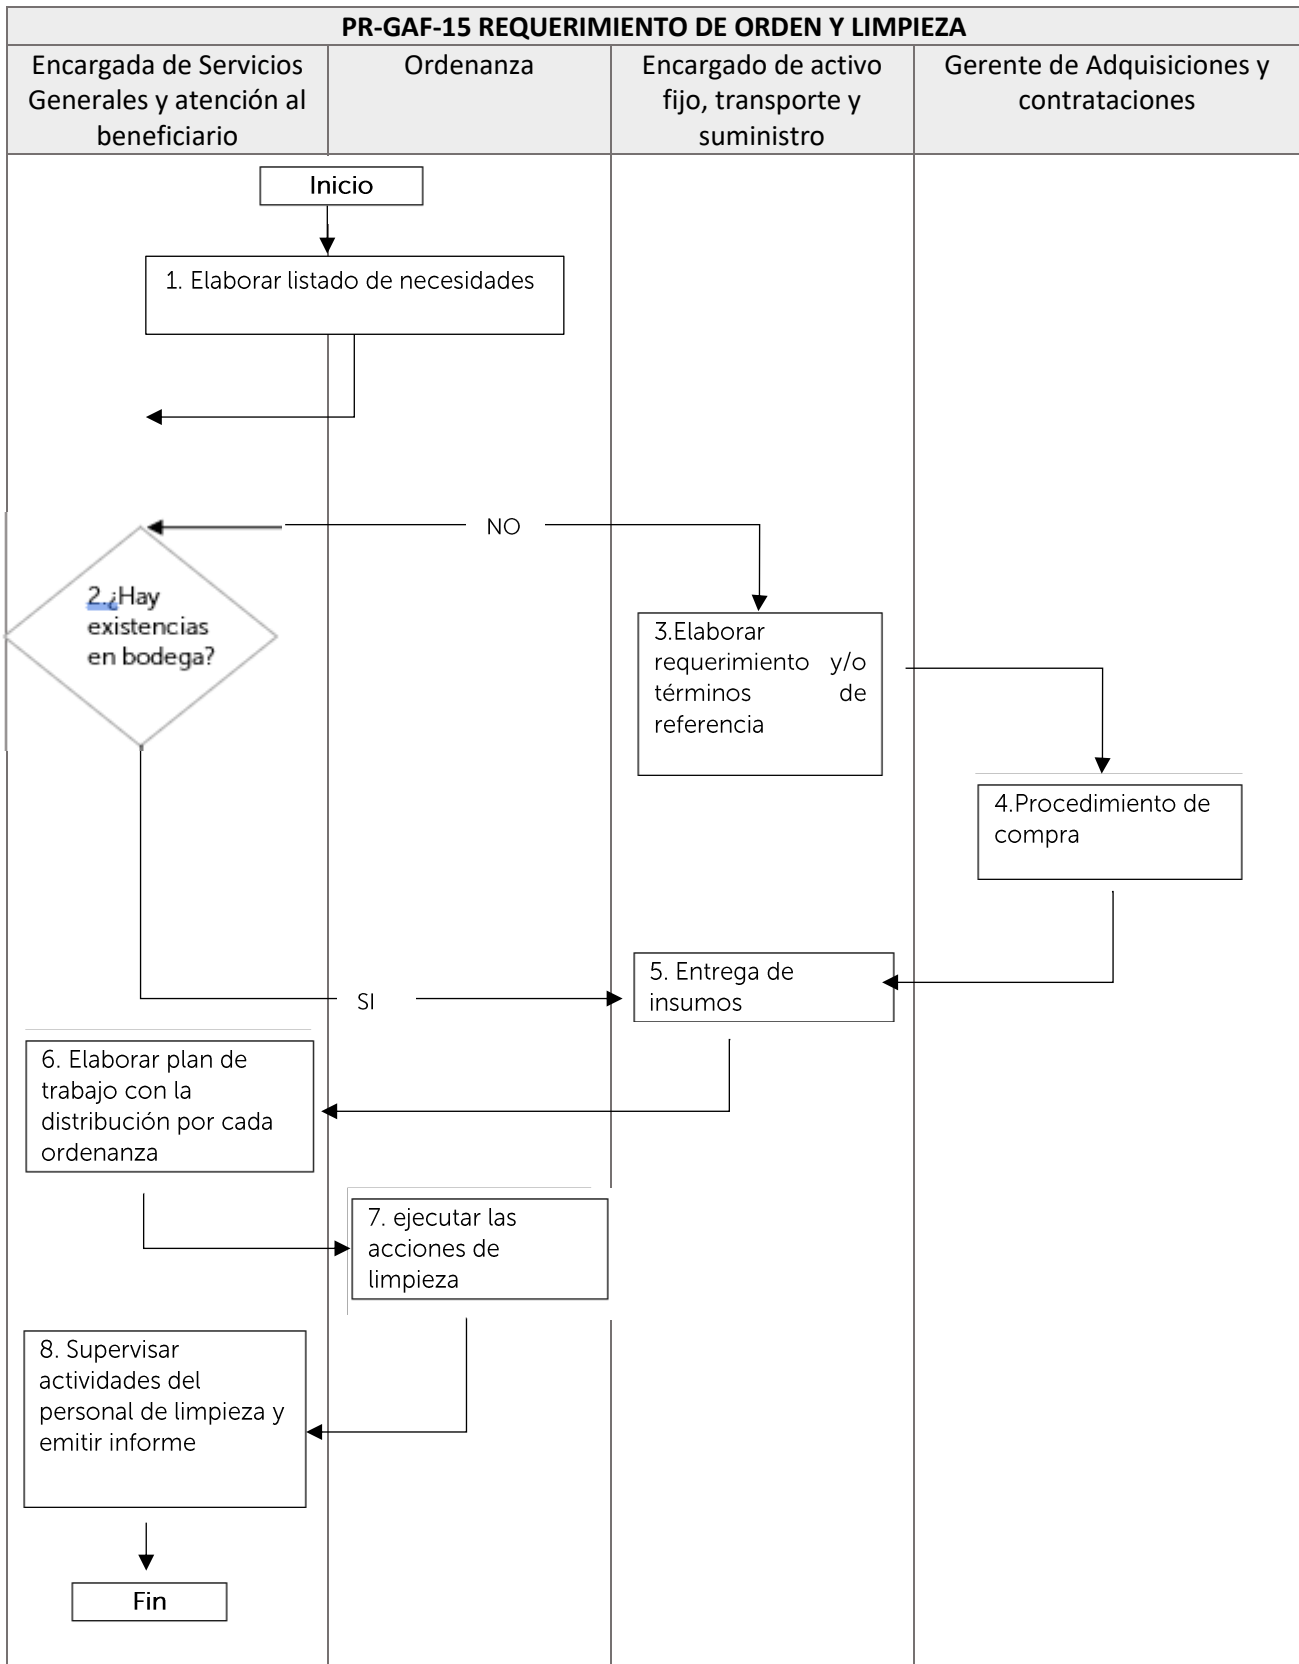 PR-GAF-15 REQUERIMIENTO DE ORDEN Y LIMPIEZA
Encargada de Servicios
Generales y atención al
beneficiario
Ordenanza
Encargado de activo
fijo, transporte y
suministro
Gerente de Adquisiciones y
contrataciones
Inicio
1. Elaborar listado de necesidades
NO
2.¿Hay
existencias
en bodega?
3.Elaborar
requerimiento y/o
términos de
referencia
4.Procedimiento de
compra
5. Entrega de
insumos
SI
6. Elaborar plan de
trabajo con la
distribución por cada
ordenanza
7. ejecutar las
acciones de
limpieza
8. Supervisar
actividades del
personal de limpieza y
emitir informe
Fin